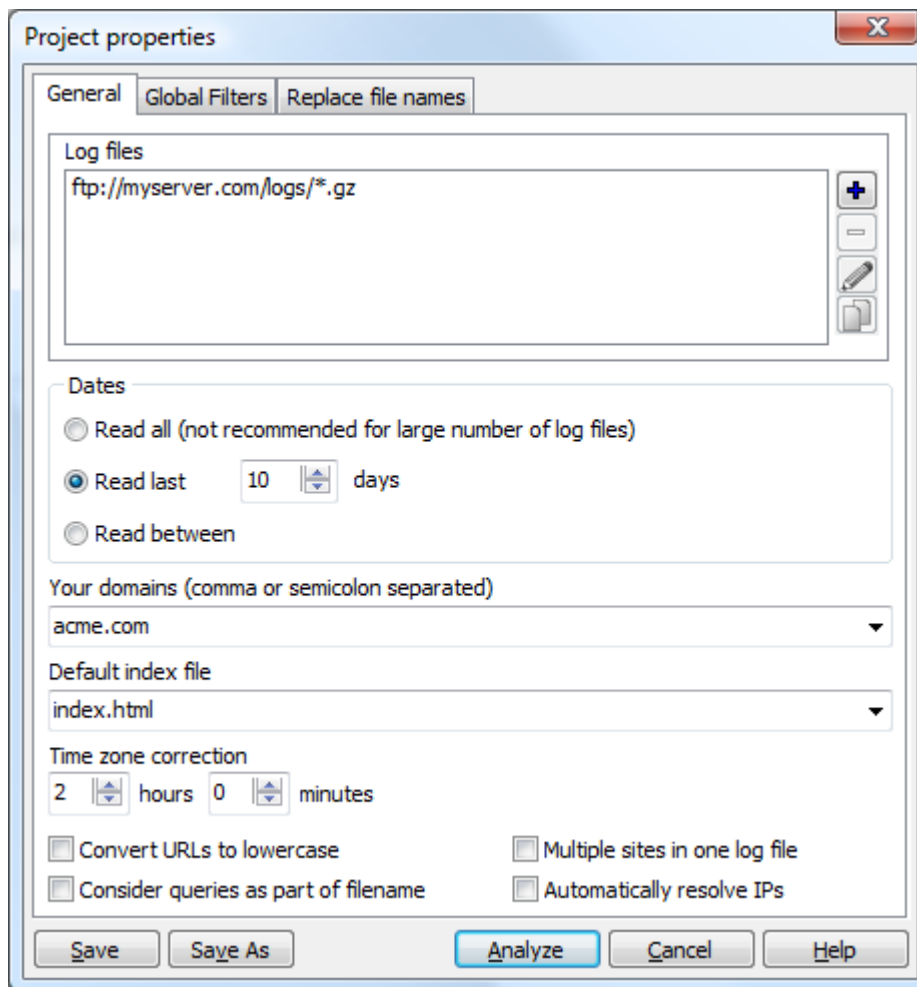 Project properties
General Global Filters Replace file names
Log files
ftp://myserver.com/logs/*.gz
Dates
Read all (not recommended for large number of log files)
Read last 10 days
Read between
Your domains (comma or semicolon separated)
acme.com
Default index file
index.html
Time zone correction
2 hours 0 minutes
Convert URLs to lowercase Multiple sites in one log file
Consider queries as part of filename Automatically resolve IPs
Save Save As Analyze Cancel Help